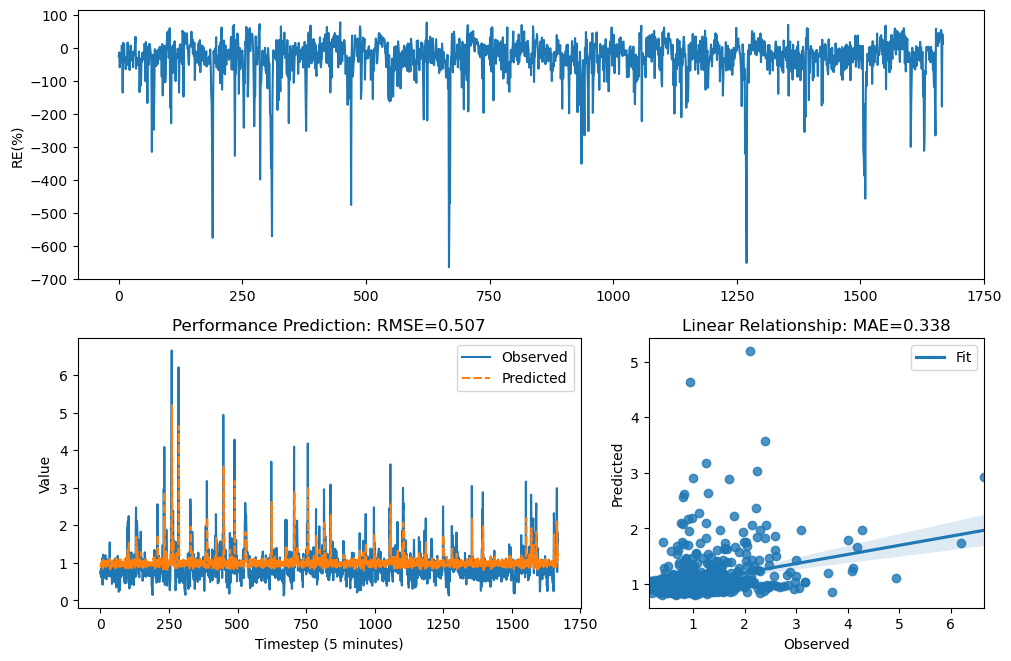 100
0
−100
−200
−300
−400
−500
−600
−700
RE(%)
0 250 500 750 1000 1250 1500 1750
Performance Prediction: RMSE=0.507
Observed
Predicted
6
5
4
3
2
1
0
Value
0 250 500 750 1000 1250 1500 1750
Timestep (5 minutes)
Linear Relationship: MAE=0.338
Fit
5
4
3
2
1
Predicted
1 2 3 4 5 6
Observed